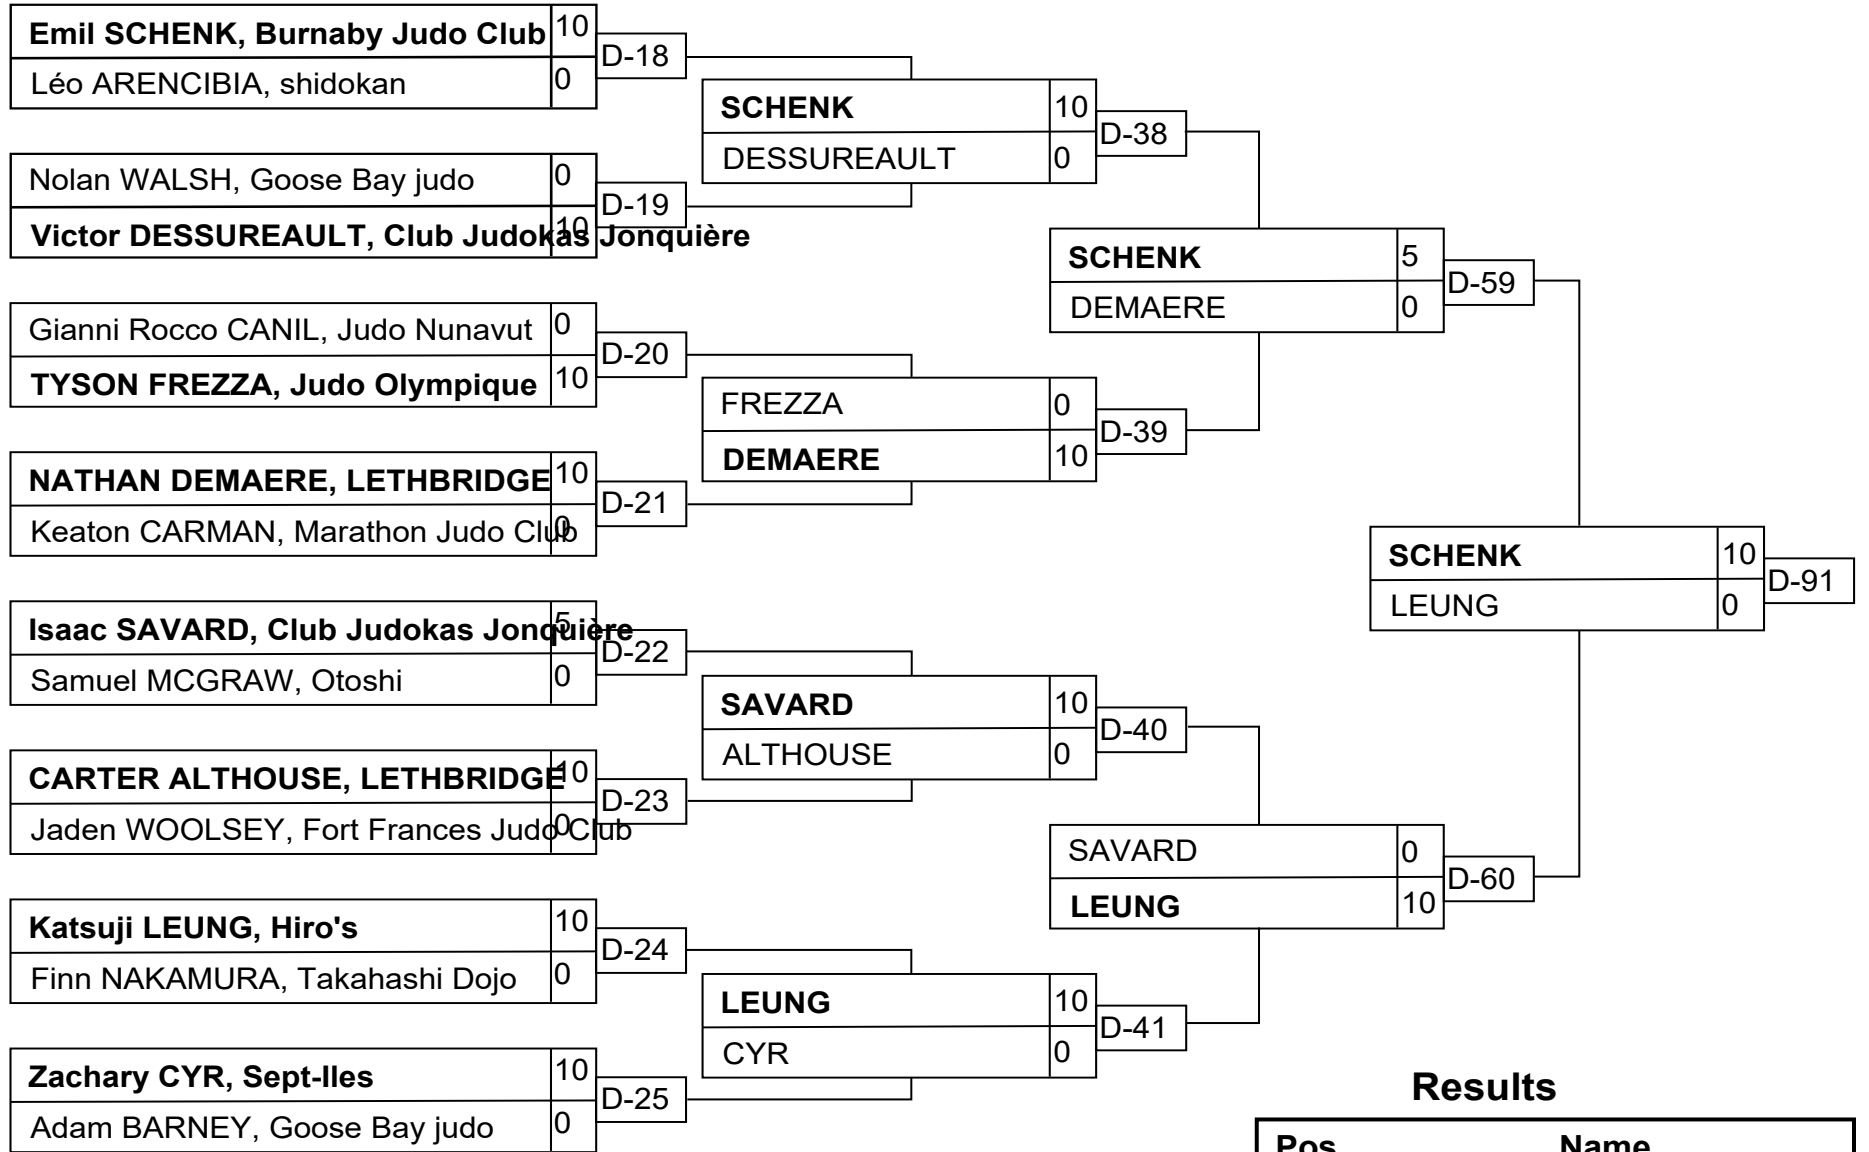 Emil SCHENK, Burnaby Judo Club 10
Léo ARENCIBIA, shidokan 0
D-18
Nolan WALSH, Goose Bay judo 0
Victor DESSUREAULT, Club Judokas Jonquière 10
D-19
Gianni Rocco CANIL, Judo Nunavut 0
TYSON FREZZA, Judo Olympique 10
D-20
NATHAN DEMAERE, LETHBRIDGE 10
Keaton CARMAN, Marathon Judo Club 0
D-21
Isaac SAVARD, Club Judokas Jonquière 5
Samuel MCGRAW, Otoshi 0
D-22
CARTER ALTHOUSE, LETHBRIDGE 10
Jaden WOOLSEY, Fort Frances Judo Club 0
D-23
Katsuji LEUNG, Hiro's 10
Finn NAKAMURA, Takahashi Dojo 0
D-24
Zachary CYR, Sept-Iles 10
Adam BARNEY, Goose Bay judo 0
D-25
SCHENK 10
DESSUREAULT 0
D-38
FREZZA 0
DEMAERE 10
D-39
SAVARD 10
ALTHOUSE 0
D-40
LEUNG 10
CYR 0
D-41
SCHENK 5
DEMAERE 0
D-59
SAVARD 0
LEUNG 10
D-60
SCHENK 10
LEUNG 0
D-91
Results
Pos Name